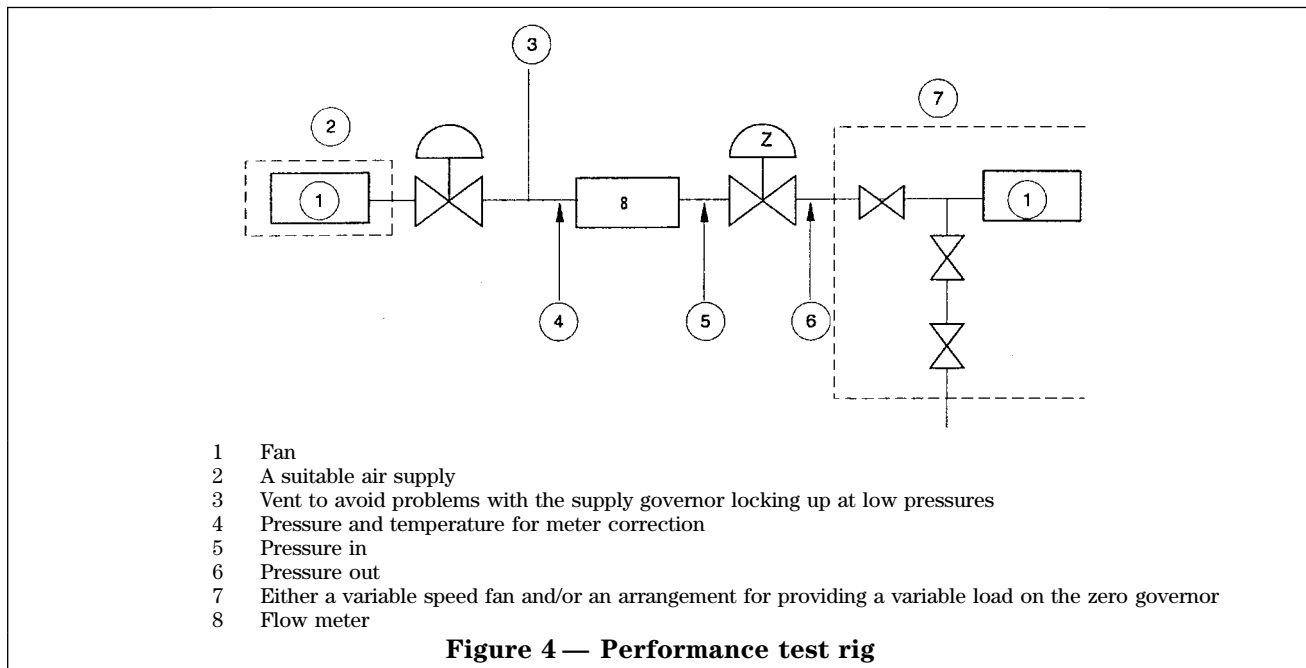 3
7
2
Z
1
8
1
4
5
6
1 Fan
2 A suitable air supply
3 Vent to avoid problems with the supply governor locking up at low pressures
4 Pressure and temperature for meter correction
5 Pressure in
6 Pressure out
7 Either a variable speed fan and/or an arrangement for providing a variable load on the zero governor
8 Flow meter
Figure 4 — Performance test rig